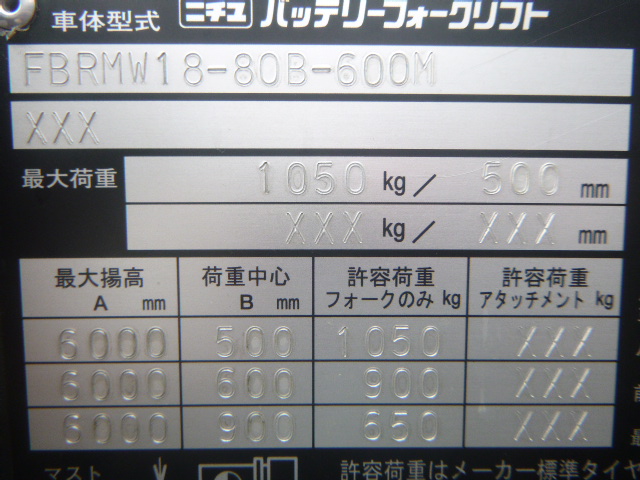 車体型式 ニチユ バッテリーフォークリフト
FBRMW18-80B-600M
XXX
最大荷重 1050 kg／ 500 mm
XXX kg／ XXX mm
最大揚高 荷重中心 許容荷重 許容荷重
A mm B mm フォークのみ kg アタッチメント kg
6000 500 1050 XXX
6000 600 900 XXX
6000 900 650 XXX
マスト 許容荷重はメーカー標準タイヤ